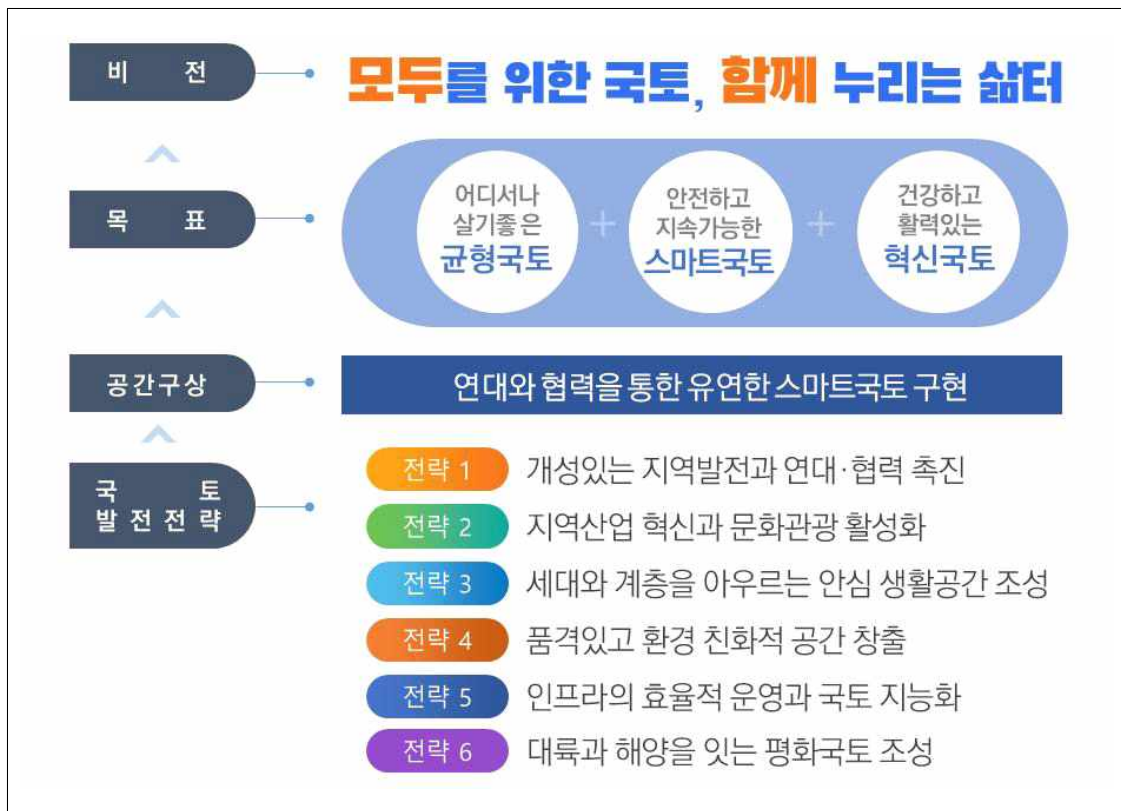 비 전
모두를 위한 국토, 함께 누리는 삶터
목 표
어디서나
살기좋은
균형국토
+
안전하고
지속가능한
스마트국토
+
건강하고
활력있는
혁신국토
공간구상
연대와 협력을 통한 유연한 스마트국토 구현
국 토
발전전략
전략 1 개성있는 지역발전과 연대·협력 촉진
전략 2 지역산업 혁신과 문화관광 활성화
전략 3 세대와 계층을 아우르는 안심 생활공간 조성
전략 4 품격있고 환경 친화적 공간 창출
전략 5 인프라의 효율적 운영과 국토 지능화
전략 6 대륙과 해양을 잇는 평화국토 조성